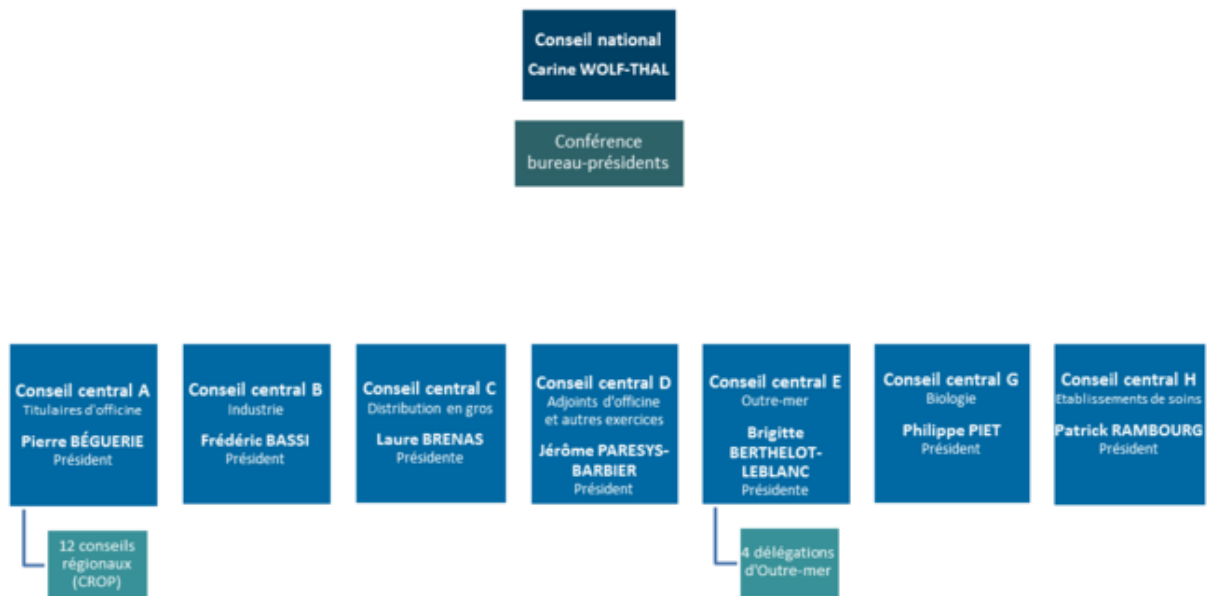 Conseil national
Carine WOLF-THAL
Conférence
bureau-présidents
Conseil central A
Titulaires d'officine
Pierre BÉGUERIE
Président
Conseil central B
Industrie
Frédéric BASSI
Président
Conseil central C
Distribution en gros
Laure BRENAS
Présidente
Conseil central D
Adjoints d'officine
et autres exercices
Jérôme PARESYS-
BARBIER
Président
Conseil central E
Outre-mer
Brigitte
BERTHELOT-
LEBLANC
Présidente
Conseil central G
Biologie
Philippe PIET
Président
Conseil central H
Etablissements de soins
Patrick RAMBOURG
Président
12 conseils
régionaux
(CROP)
4 délégations
d'Outre-mer